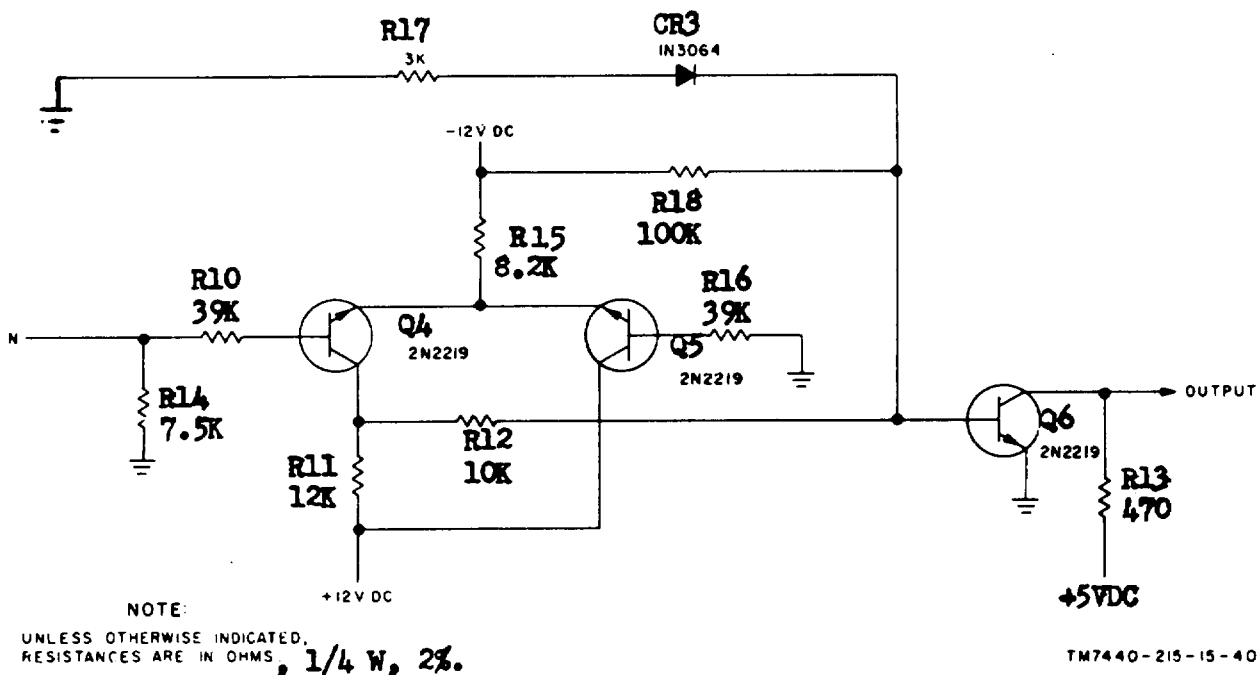 R17
3K
CR3
1N3064
-12V DC
R18
100K
R15
8.2K
R10
39K
Q4
2N2219
R16
39K
Q5
2N2219
N
R14
7.5K
OUTPUT
Q6
2N2219
R12
10K
R11
12K
R13
470
+12V DC
+5VDC
NOTE:
UNLESS OTHERWISE INDICATED,
RESISTANCES ARE IN OHMS, 1/4 W, 2%.
TM7440-215-15-40